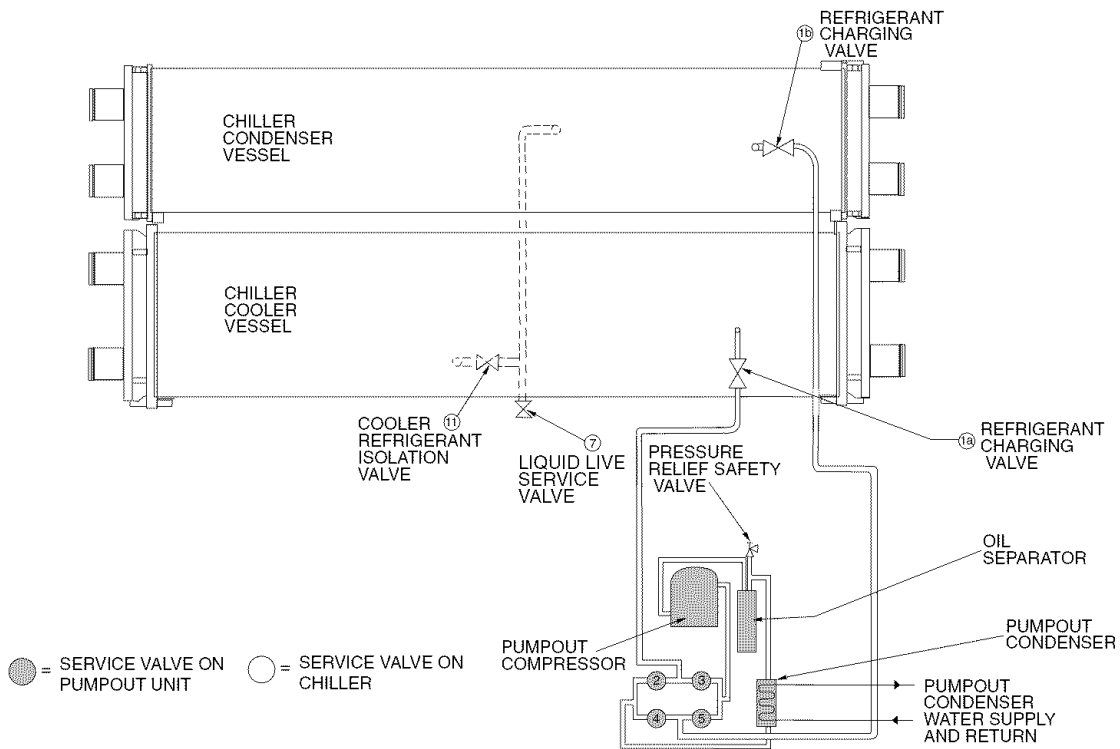 REFRIGERANT
1b CHARGING
VALVE
CHILLER
CONDENSER
VESSEL
CHILLER
COOLER
VESSEL
COOLER 11
REFRIGERANT
ISOLATION
VALVE
7
LIQUID LIVE
SERVICE
VALVE
PRESSURE
RELIEF SAFETY
VALVE
REFRIGERANT
1a CHARGING
VALVE
OIL
SEPARATOR
PUMPOUT
COMPRESSOR
PUMPOUT
CONDENSER
= SERVICE VALVE ON
PUMPOUT UNIT
= SERVICE VALVE ON
CHILLER
2 3
4 5
PUMPOUT
CONDENSER
WATER SUPPLY
AND RETURN